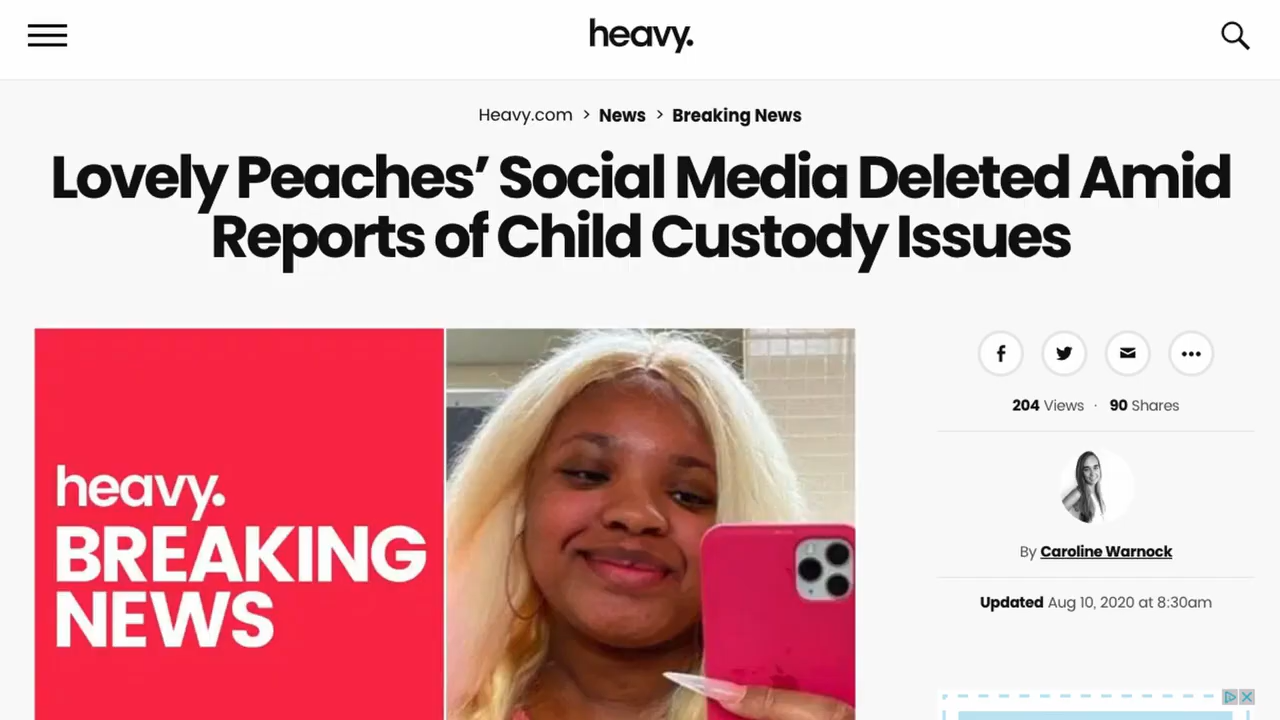 heavy.
Heavy.com > News > Breaking News
Lovely Peaches’ Social Media Deleted Amid
Reports of Child Custody Issues
heavy.
BREAKING
NEWS
204 Views · 90 Shares
By Caroline Warnock
Updated Aug 10, 2020 at 8:30am